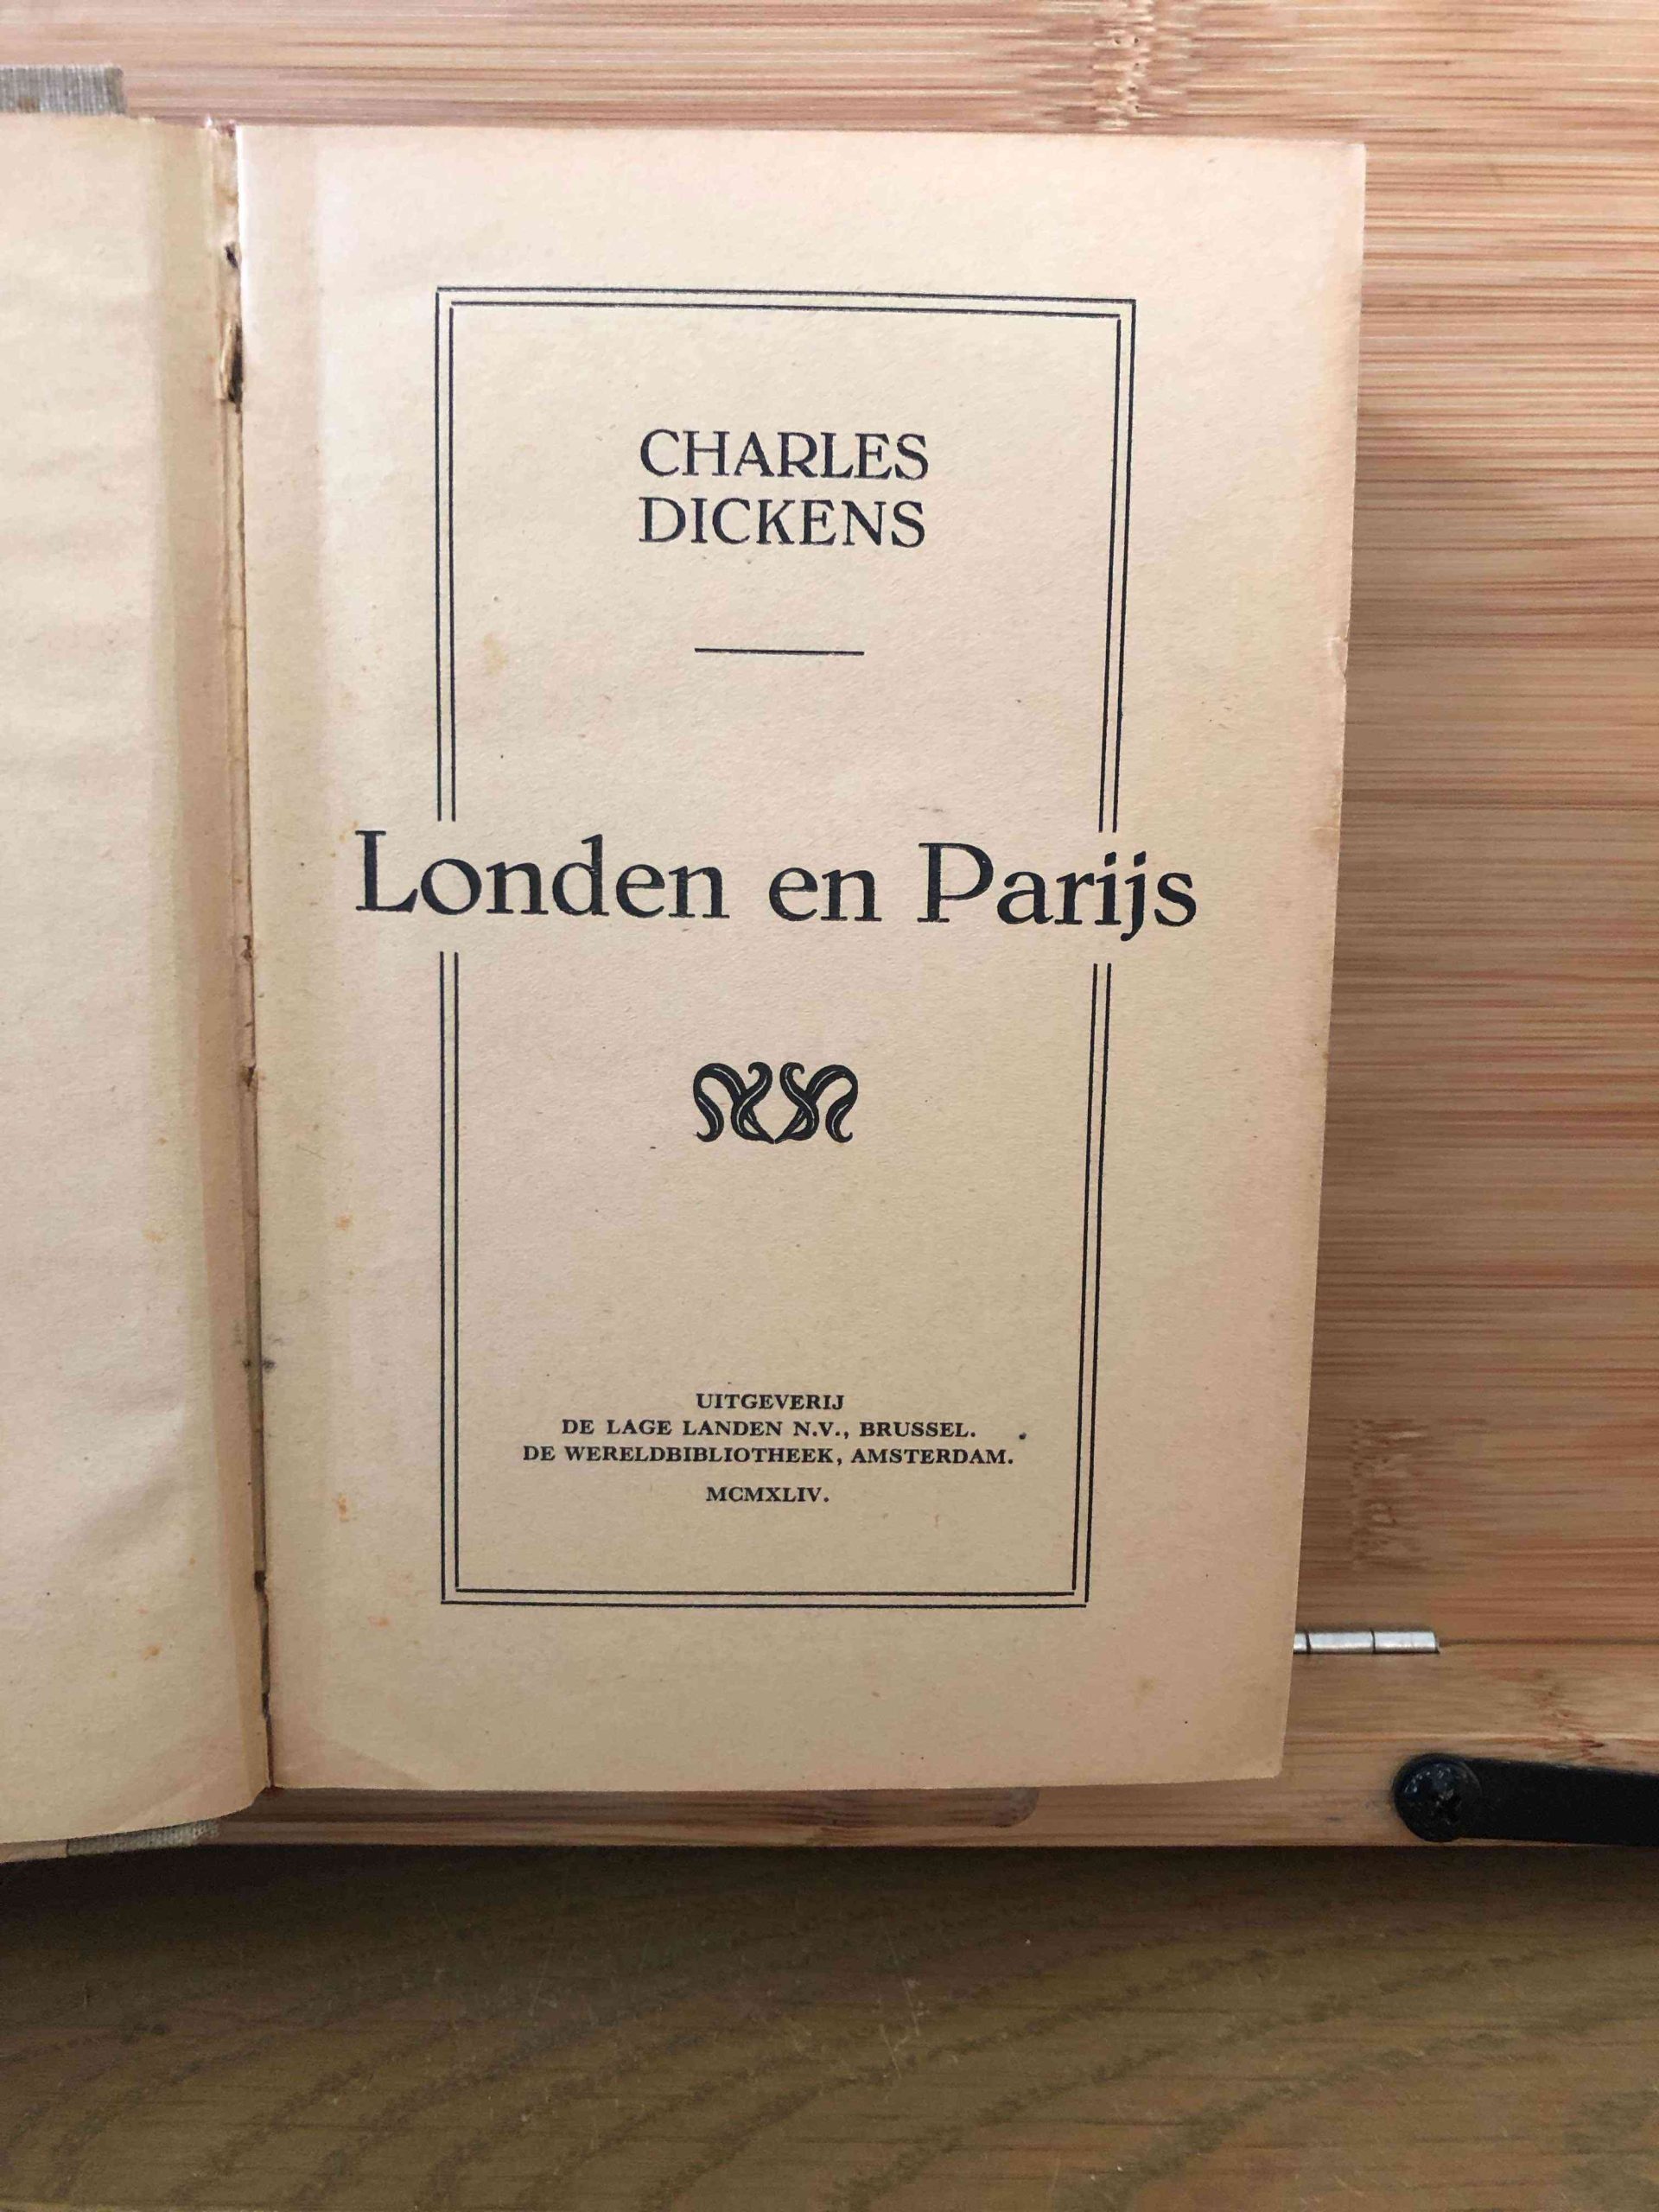 CHARLES
DICKENS
Londen en Parijs
UITGEVERIJ
DE LAGE LANDEN N.V., BRUSSEL.
DE WERELDBIBLIOTHEEK, AMSTERDAM.
MCMXLIV.